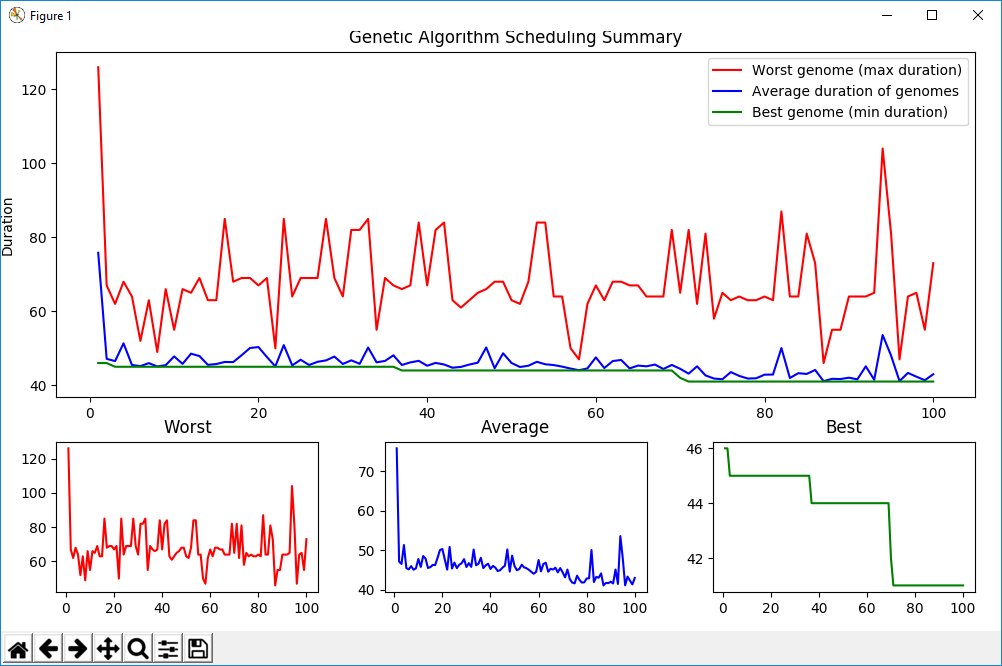 Figure 1
Genetic Algorithm Scheduling Summary
Duration
120
100
80
60
40
0 20 40 60 80 100
Worst genome (max duration)
Average duration of genomes
Best genome (min duration)
Worst
120
100
80
60
0 20 40 60 80 100
Average
70
60
50
40
0 20 40 60 80 100
Best
46
44
42
0 20 40 60 80 100